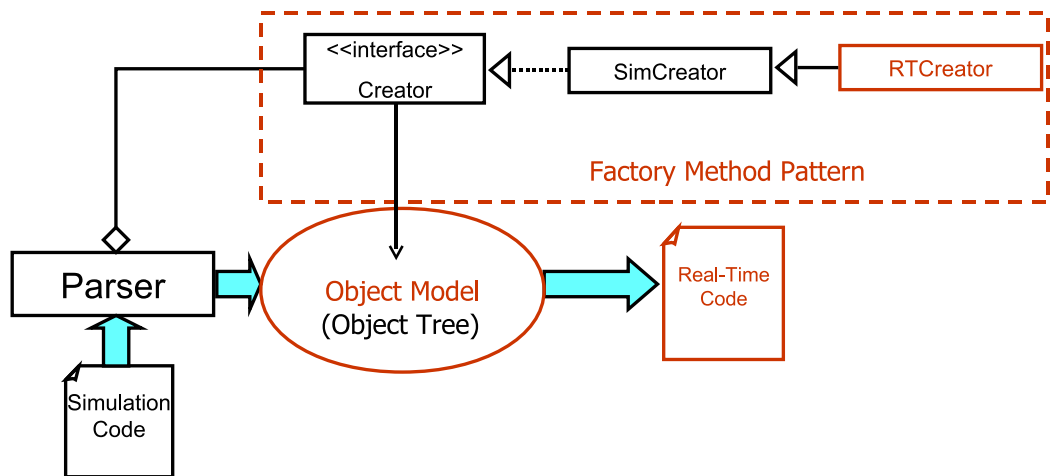 <<interface>>
Creator
SimCreator
RTCreator
Factory Method Pattern
Parser
Object Model
(Object Tree)
Real-Time
Code
Simulation
Code